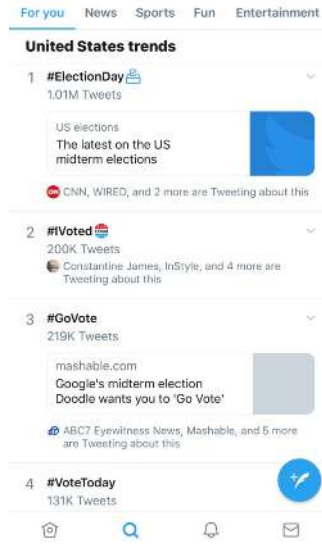 For you News Sports Fun Entertainment
United States trends
1 #ElectionDay
1.01M Tweets
US elections
The latest on the US
midterm elections
CNN, WIRED, and 2 more are Tweeting about this
2 #IVoted
200K Tweets
Constantine James, InStyle, and 4 more are
Tweeting about this
3 #GoVote
219K Tweets
mashable.com
Google's midterm election
Doodle wants you to 'Go Vote'
ABC7 Eyewitness News, Mashable, and 5 more
are Tweeting about this
4 #VoteToday
131K Tweets